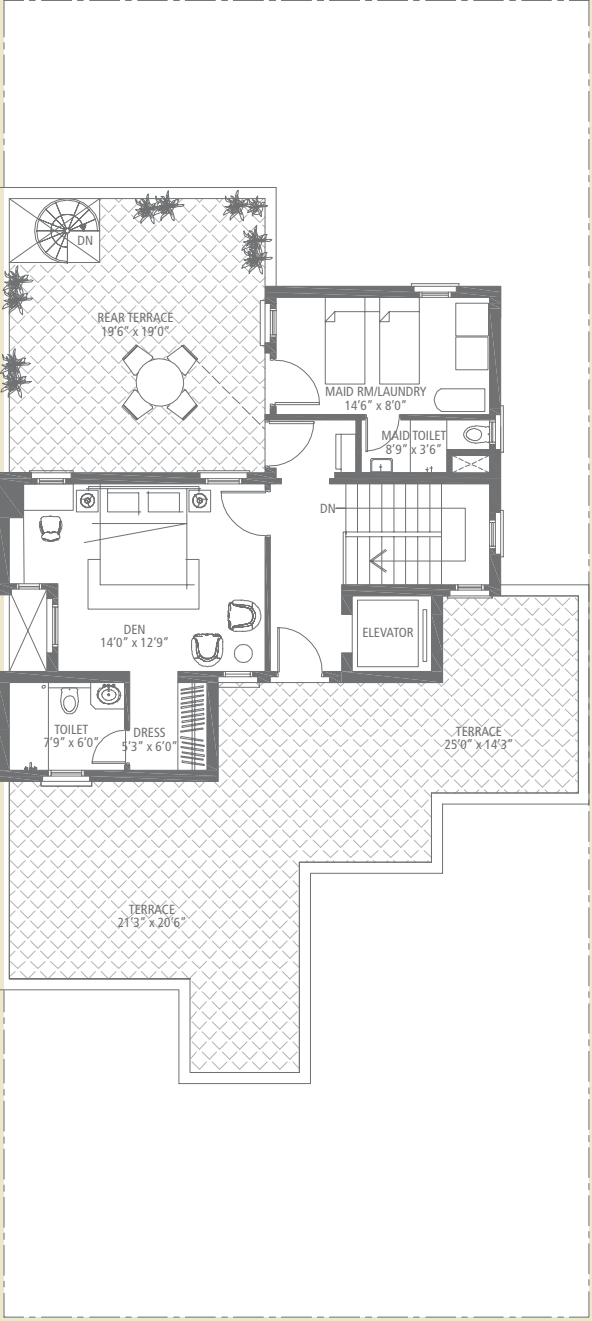 DN
REAR TERRACE
19'6" x 19'0"
MAID RM/LAUNDRY
14'6" x 8'0"
MAID TOILET
8'9" x 3'6"
DN
DEN
14'0" x 12'9"
ELEVATOR
TOILET
7'9" x 6'0"
DRESS
5'3" x 6'0"
TERRACE
25'0" x 14'3"
TERRACE
21'3" x 20'6"